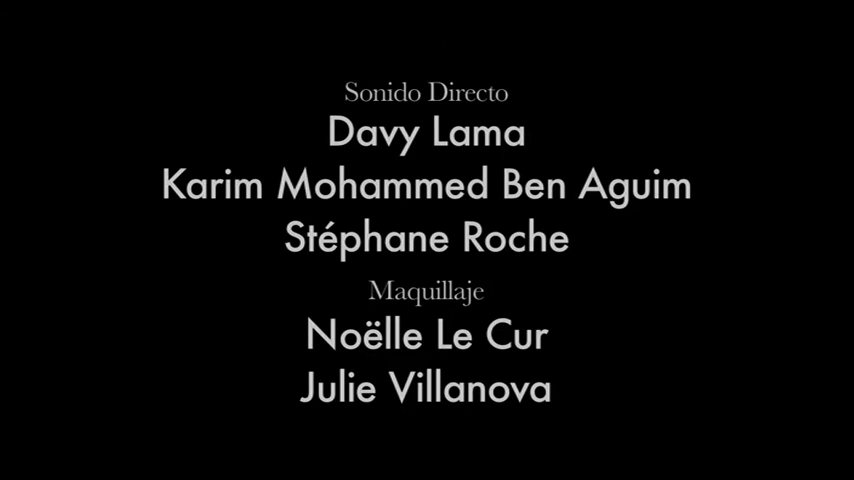 Sonido Directo
Davy Lama
Karim Mohammed Ben Aguim
Stéphane Roche
Maquillaje
Noëlle Le Cur
Julie Villanova